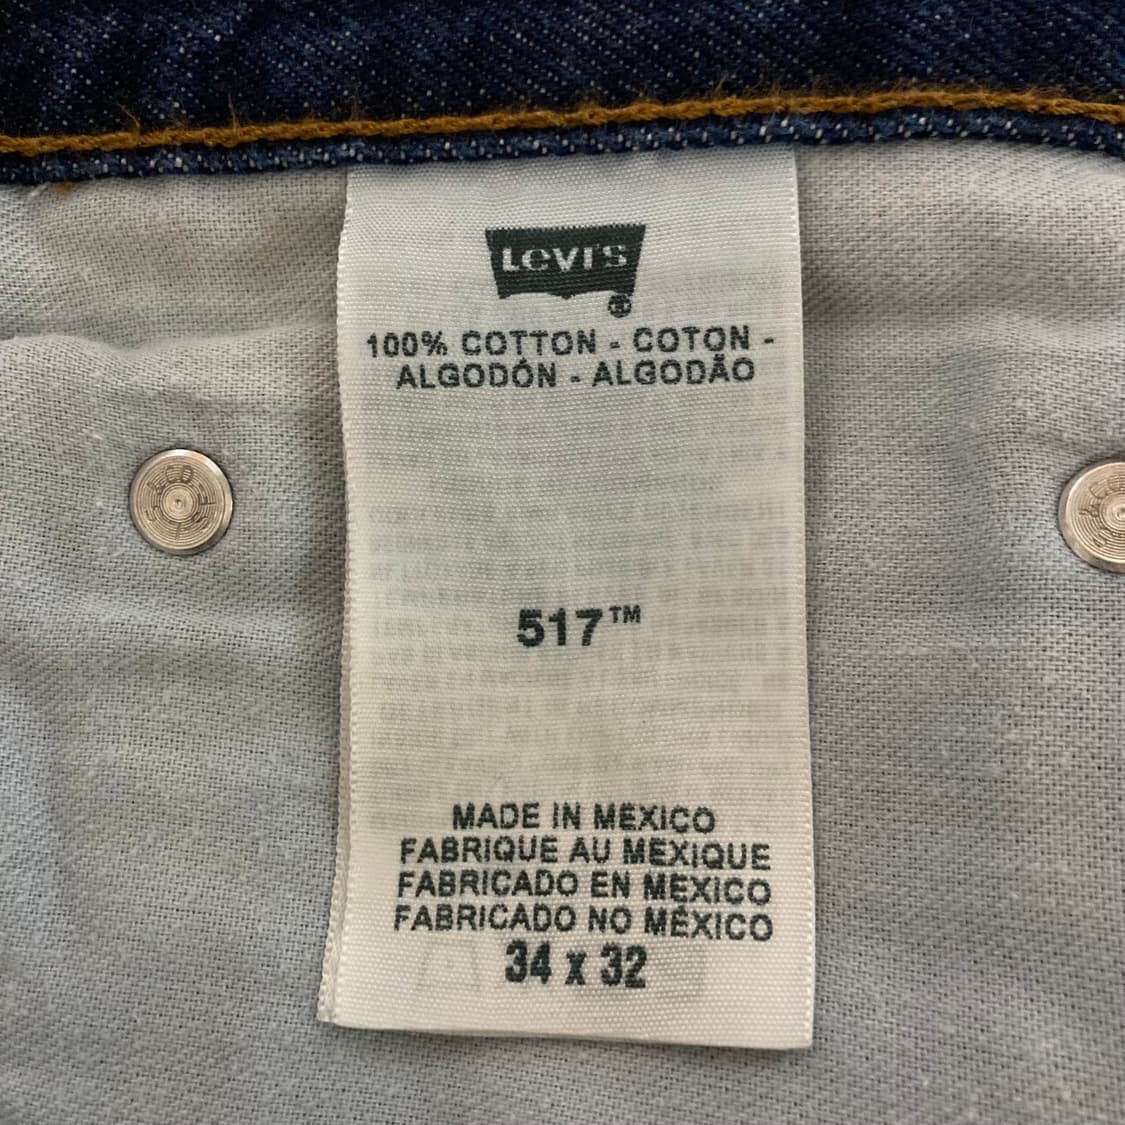 Levi's
®
100% COTTON - COTON -
ALGODÓN - ALGODÃO
517™
MADE IN MEXICO
FABRIQUE AU MEXIQUE
FABRICADO EN MÉXICO
FABRICADO NO MÉXICO
34 x 32